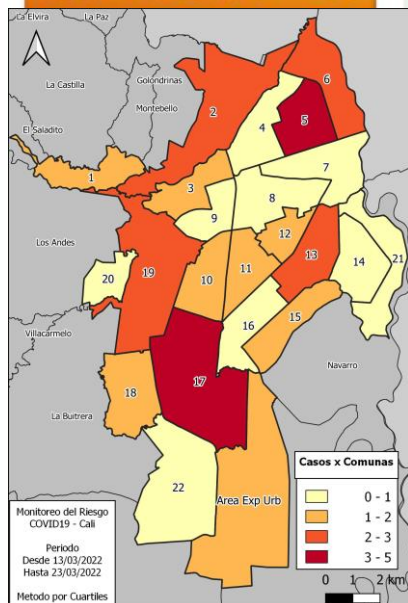 La Elvira
La Paz
La Castilla
Golondrinas
Montebello
El Saladito
6
2
5
4
1
7
3
8
9
12
Los Andes
13
14
21
20
19
10
11
16
15
Villacarmelo
Navarro
17
18
La Buitrera
22
Area Exp Urb
Casos x Comunas
0 - 1
1 - 2
2 - 3
3 - 5
Monitoreo del Riesgo
COVID19 - Cali
Periodo
Desde 13/03/2022
Hasta 23/03/2022
Metodo por Cuartiles
0 1 2 km